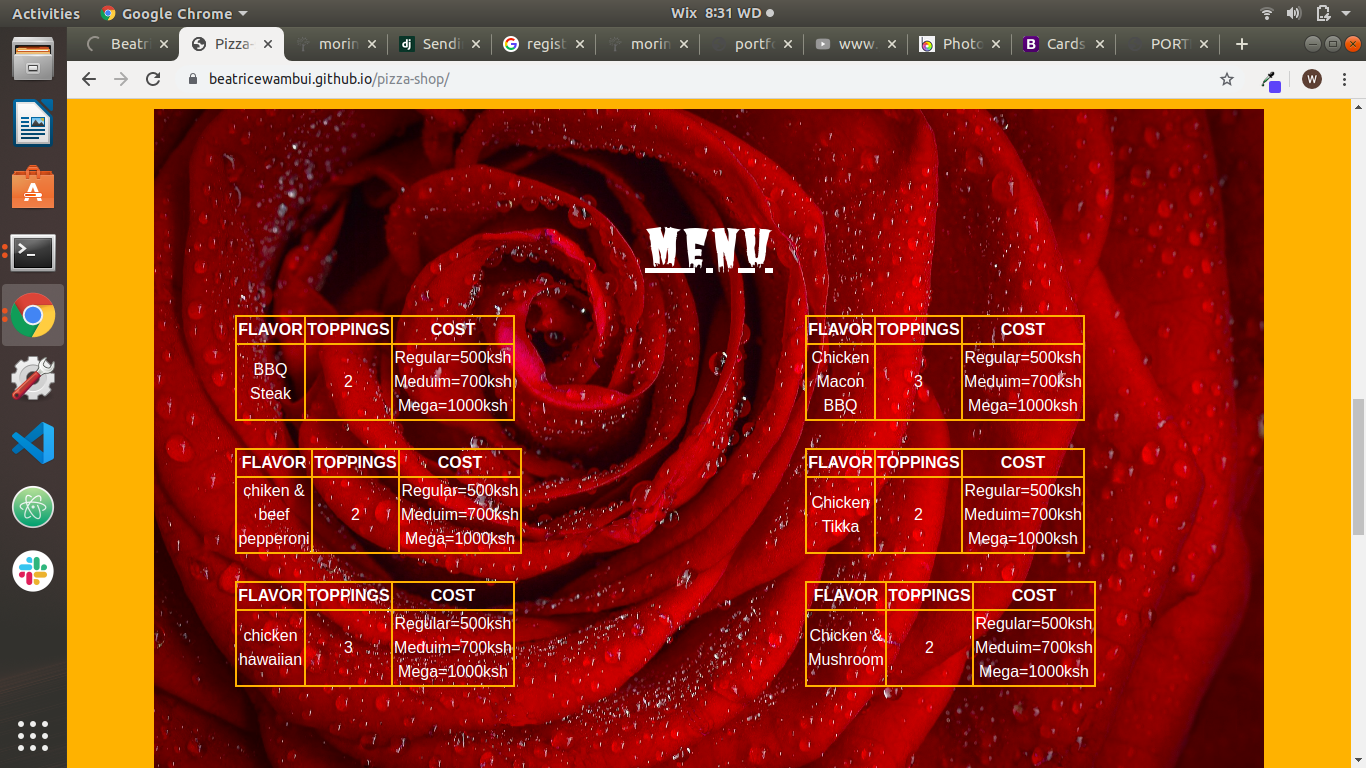 Activities Google Chrome Wix 8:31 WD
Beatri Pizza- morin Sendi regist morin portfo www. Photo Cards PORT
beatricewambui.github.io/pizza-shop/ W
MENU
FLAVOR TOPPINGS COST
BBQ Steak 2 Regular=500ksh
Meduim=700ksh
Mega=1000ksh
FLAVOR TOPPINGS COST
Chicken Macon BBQ 3 Regular=500ksh
Meduim=700ksh
Mega=1000ksh
FLAVOR TOPPINGS COST
chiken & beef pepperoni 2 Regular=500ksh
Meduim=700ksh
Mega=1000ksh
FLAVOR TOPPINGS COST
Chicken Tikka 2 Regular=500ksh
Meduim=700ksh
Mega=1000ksh
FLAVOR TOPPINGS COST
chicken hawaiian 3 Regular=500ksh
Meduim=700ksh
Mega=1000ksh
FLAVOR TOPPINGS COST
Chicken & Mushroom 2 Regular=500ksh
Meduim=700ksh
Mega=1000ksh